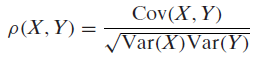 ρ(X, Y) = Cov(X, Y) / √Var(X)Var(Y)